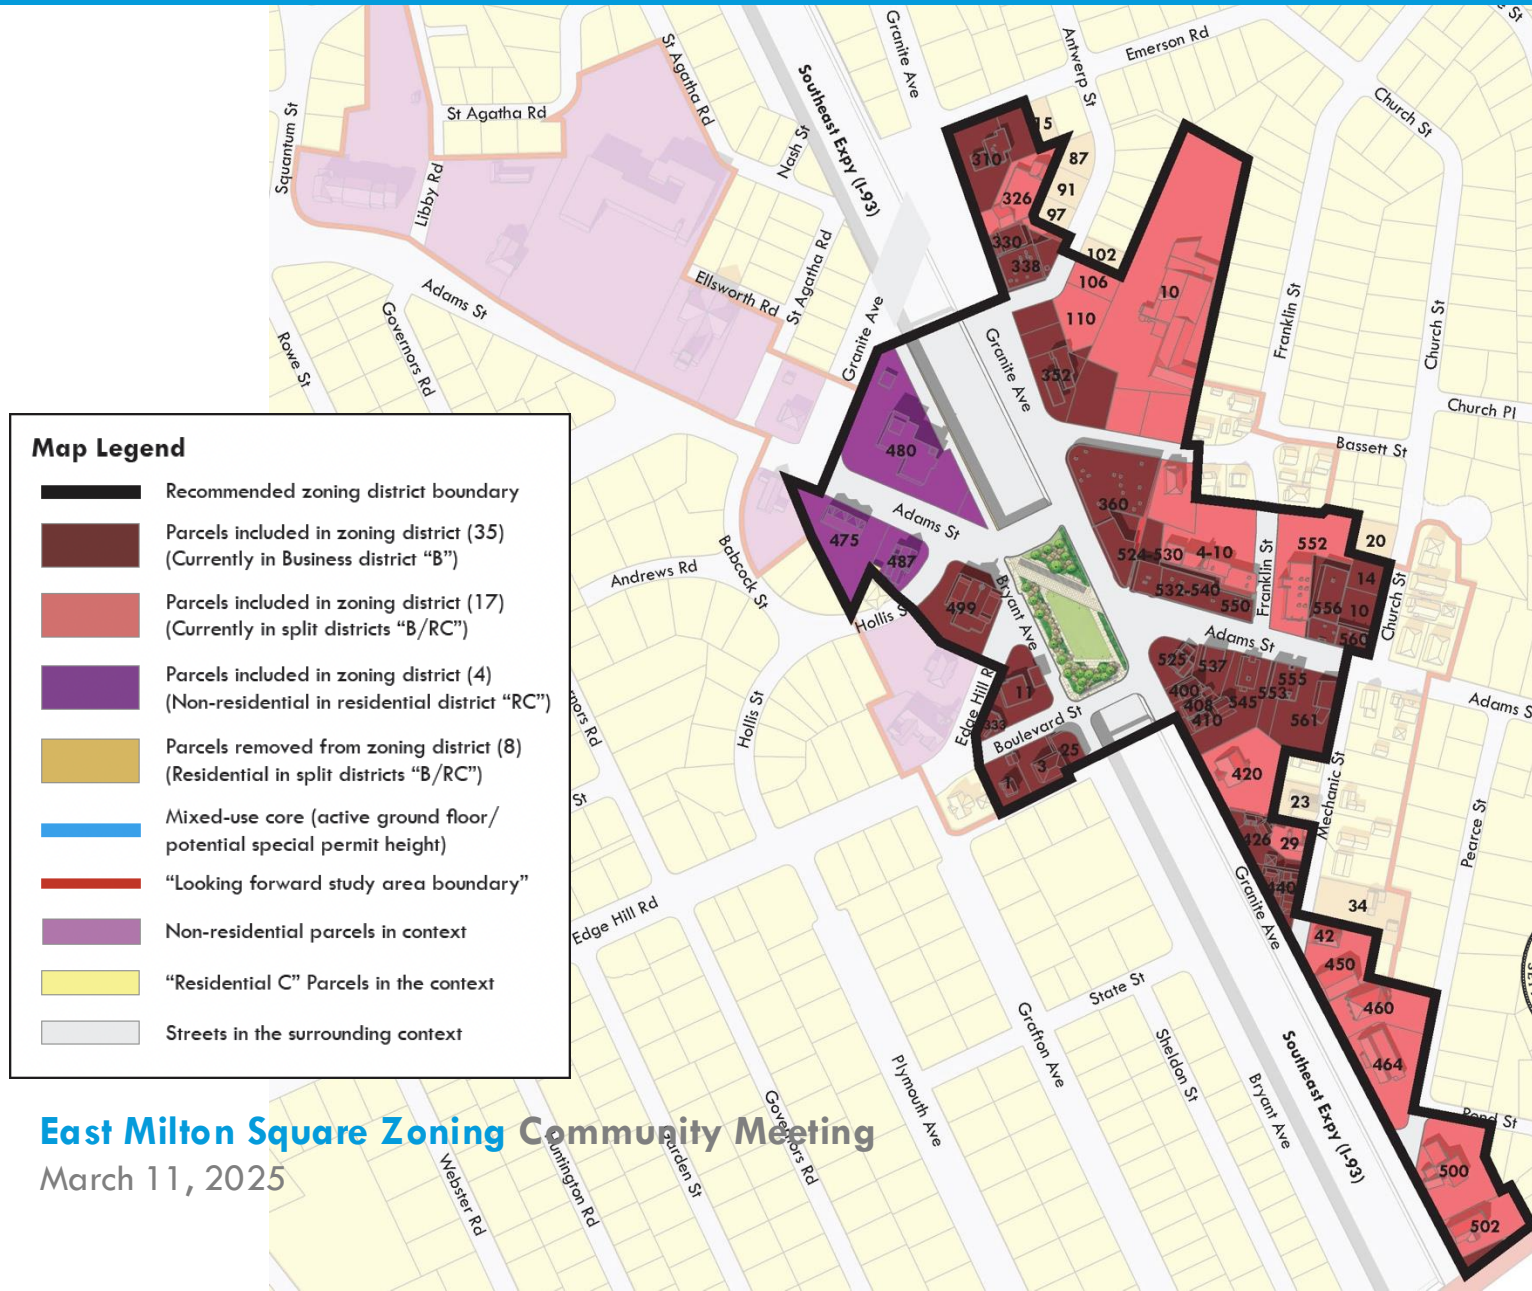 St
Granite Ave
Antwerp St
Emerson Rd
St Agatha Rd
Southeast Expy (I-93)
Church St
Squantum St
St Agatha Rd
Nash St
15
87
310
91
326
97
Libby Rd
330
338
102
106
10
110
Ellsworth Rd
St Agatha Rd
Adams St
Governors Rd
Rowe St
Granite Ave
Granite Ave
352
Franklin St
Church St
Church Pl
Bassett St
Map Legend
Recommended zoning district boundary
Parcels included in zoning district (35)
(Currently in Business district “B”)
Parcels included in zoning district (17)
(Currently in split districts “B/RC”)
Parcels included in zoning district (4)
(Non-residential in residential district “RC”)
Parcels removed from zoning district (8)
(Residential in split districts “B/RC”)
Mixed-use core (active ground floor/
potential special permit height)
“Looking forward study area boundary”
Non-residential parcels in context
“Residential C” Parcels in the context
Streets in the surrounding context
480
Adams St
475
487
360
524-530
4-10
532-540
550
Franklin St
552
20
14
556
10
560
Church St
Babcock St
Andrews Rd
Hollis St
499
Bryant Ave
11
333
Edge Hill Rd
Boulevard St
25
3
1
Hollis St
Adams St
525
537
555
400
408
545
553
410
561
420
Adams S
23
Mechanic St
Pearce St
426
29
440
34
Granite Ave
42
450
460
464
St
Edge Hill Rd
State St
Grafton Ave
Sheldon St
Plymouth Ave
Bryant Ave
Southeast Expy (I-93)
Pond St
500
502
Governors Rd
Garden St
Webster Rd
East Milton Square Zoning Community Meeting
March 11, 2025